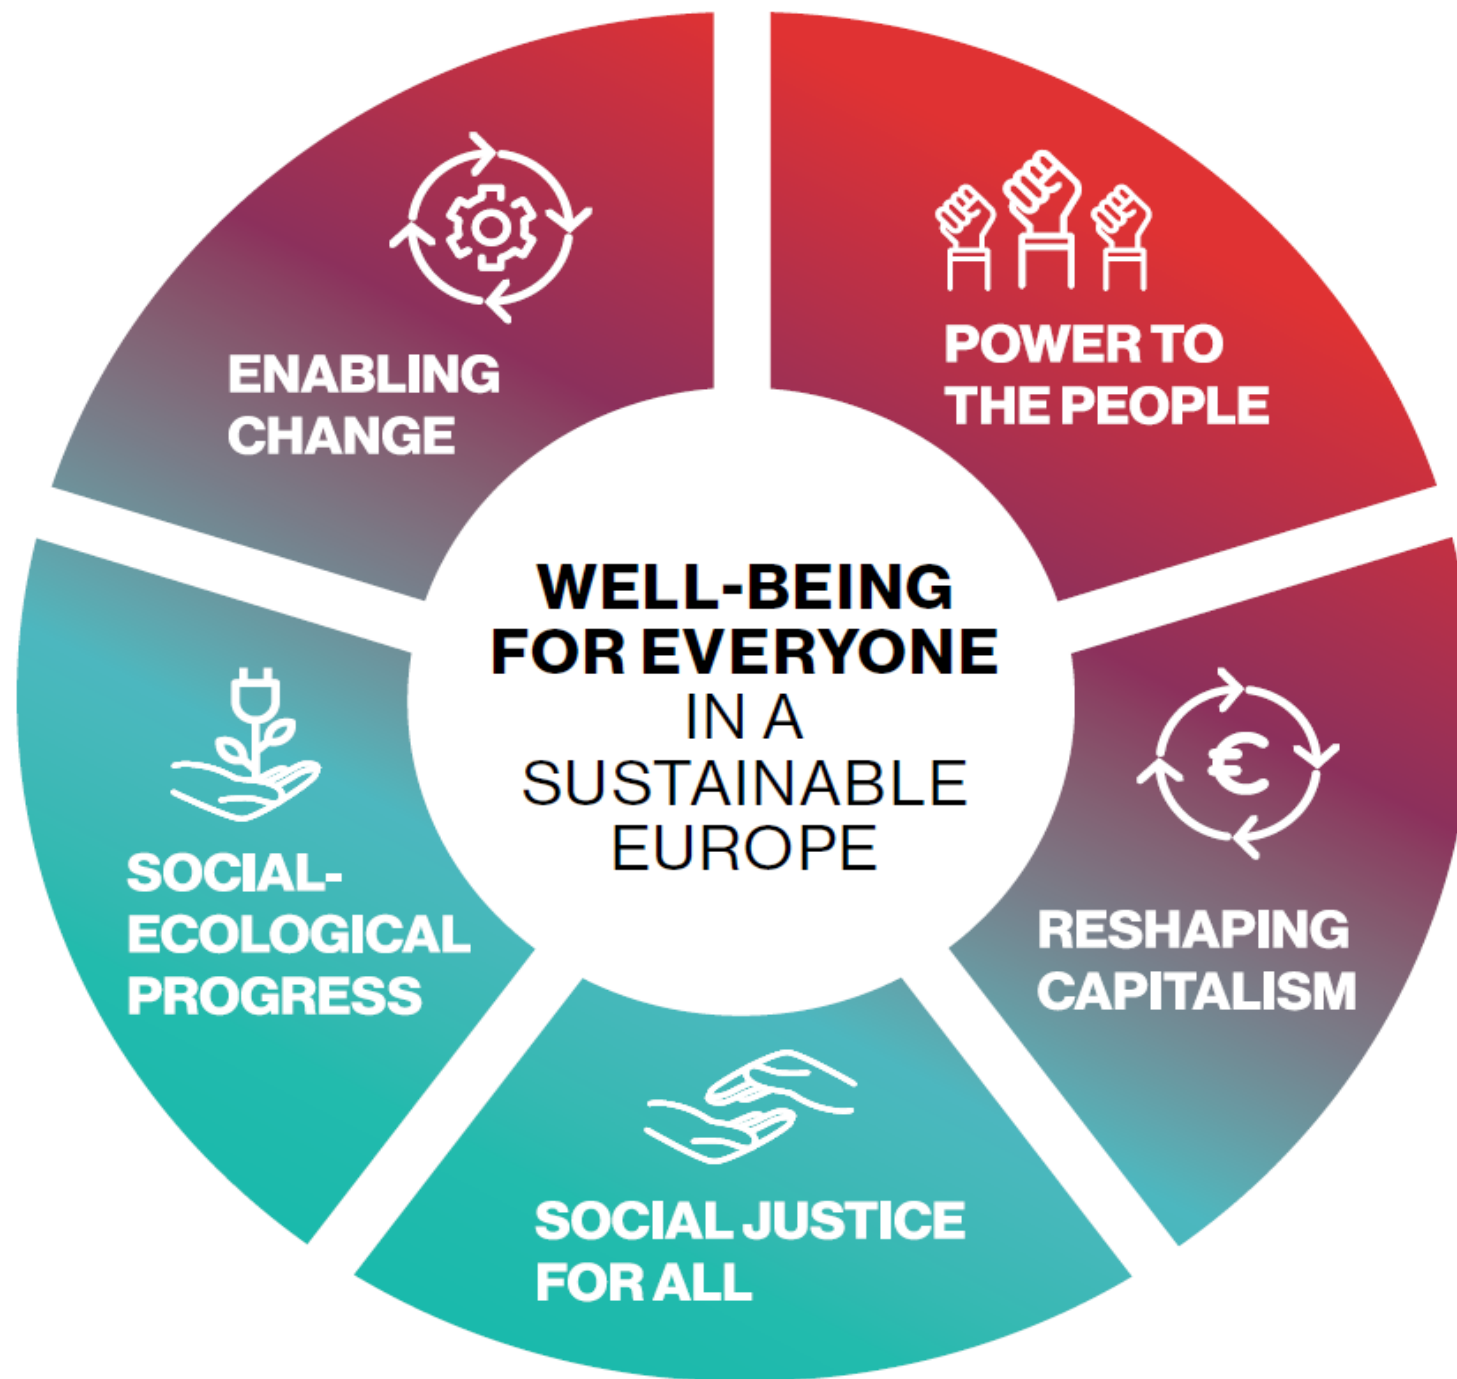 ENABLING
CHANGE
POWER TO
THE PEOPLE
WELL-BEING
FOR EVERYONE
IN A
SUSTAINABLE
EUROPE
€
SOCIAL-
ECOLOGICAL
PROGRESS
RESHAPING
CAPITALISM
SOCIAL JUSTICE
FOR ALL